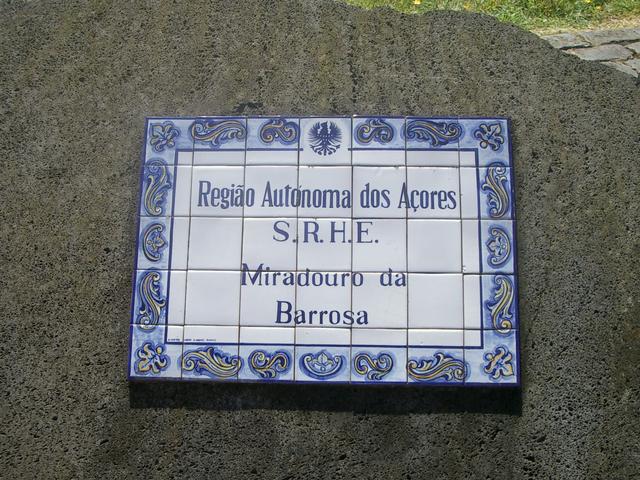 Região Autónoma dos Açores
S.R.H.E.
Miradouro da
Barrosa